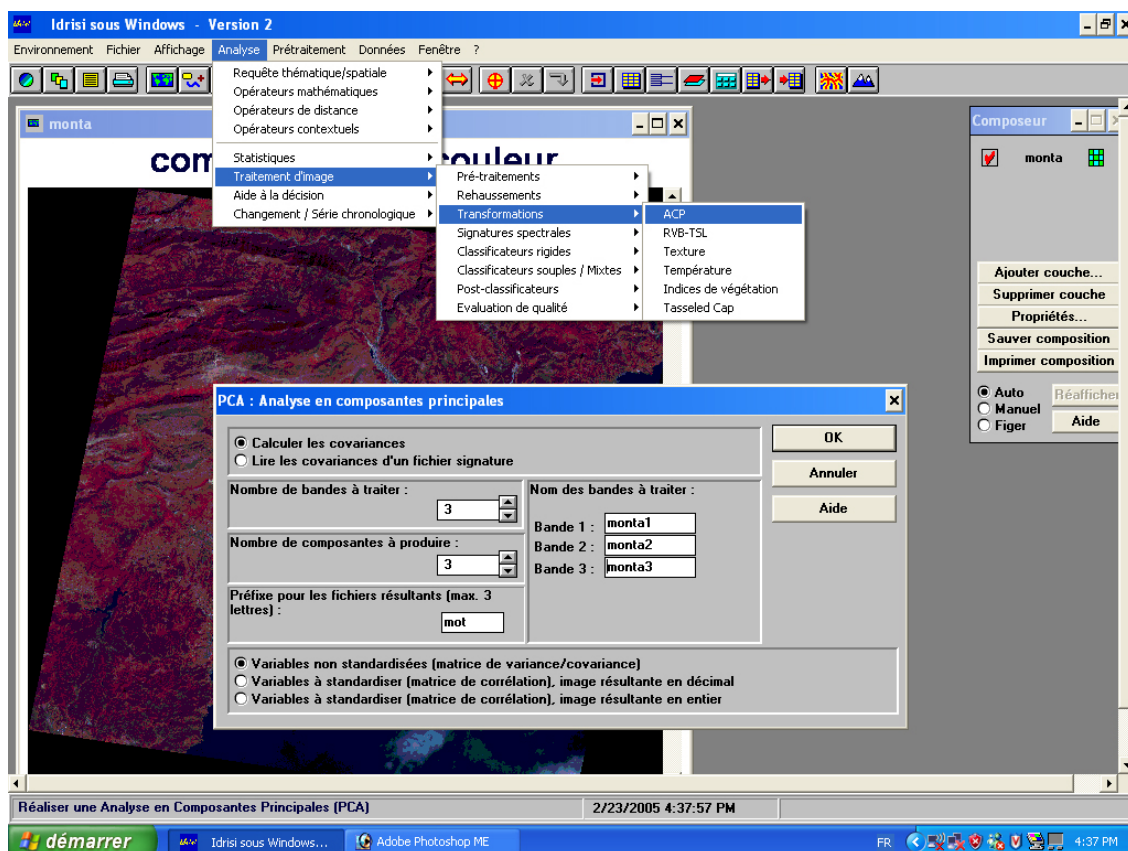 Idrisi sous Windows - Version 2
Environnement Fichier Affichage Analyse Prétraitement Données Fenêtre ?
Requête thématique/spatiale
Opérateurs mathématiques
Opérateurs de distance
Opérateurs contextuels
Statistiques
Traitement d'image
Aide à la décision
Changement / Série chronologique
Pré-traitements
Rehaussements
Transformations
Signatures spectrales
Classificateurs rigides
Classificateurs souples / Mixtes
Post-classificateurs
Evaluation de qualité
ACP
RVB-TSL
Texture
Température
Indices de végétation
Tasseled Cap
monta
Composeur
monta
Ajouter couche...
Supprimer couche
Propriétés...
Sauver composition
Imprimer composition
Auto
Manuel
Figer
Réafficher
Aide
PCA : Analyse en composantes principales
Calculer les covariances
Lire les covariances d'un fichier signature
Nombre de bandes à traiter :
3
Nombre de composantes à produire :
3
Préfixe pour les fichiers résultants (max. 3
lettres) :
mot
Nom des bandes à traiter :
Bande 1 : monta1
Bande 2 : monta2
Bande 3 : monta3
OK
Annuler
Aide
Variables non standardisées (matrice de variance/covariance)
Variables à standardiser (matrice de corrélation), image résultante en décimal
Variables à standardiser (matrice de corrélation), image résultante en entier
Réaliser une Analyse en Composantes Principales (PCA)
2/23/2005 4:37:57 PM
démarrer
Idrisi sous Windows...
Adobe Photoshop ME
FR
4:37 PM